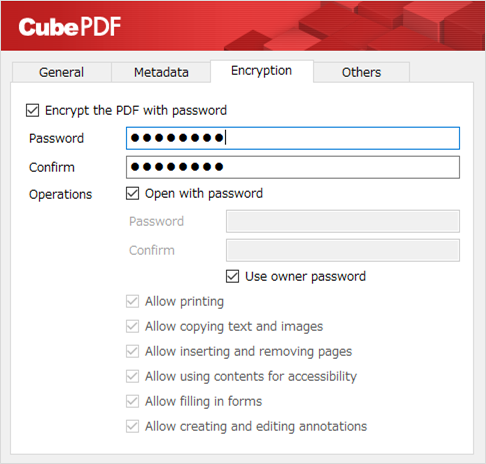 CubePDF
General Metadata Encryption Others
Encrypt the PDF with password
Password ●●●●●●●●
Confirm ●●●●●●●●
Operations Open with password
Password
Confirm
Use owner password
Allow printing
Allow copying text and images
Allow inserting and removing pages
Allow using contents for accessibility
Allow filling in forms
Allow creating and editing annotations